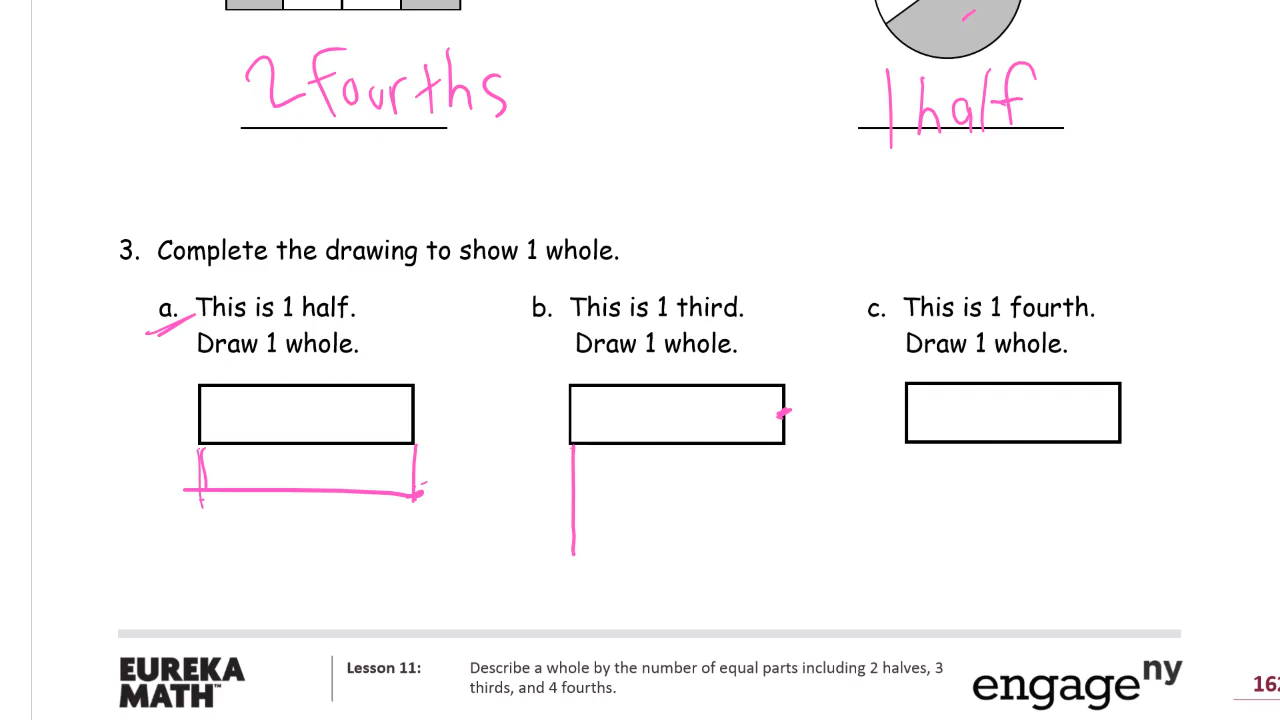 2 fourths
1 half
3. Complete the drawing to show 1 whole.
a. This is 1 half.
Draw 1 whole.
b. This is 1 third.
Draw 1 whole.
c. This is 1 fourth.
Draw 1 whole.
EUREKA
MATH™
Lesson 11:
Describe a whole by the number of equal parts including 2 halves, 3
thirds, and 4 fourths.
engage ny